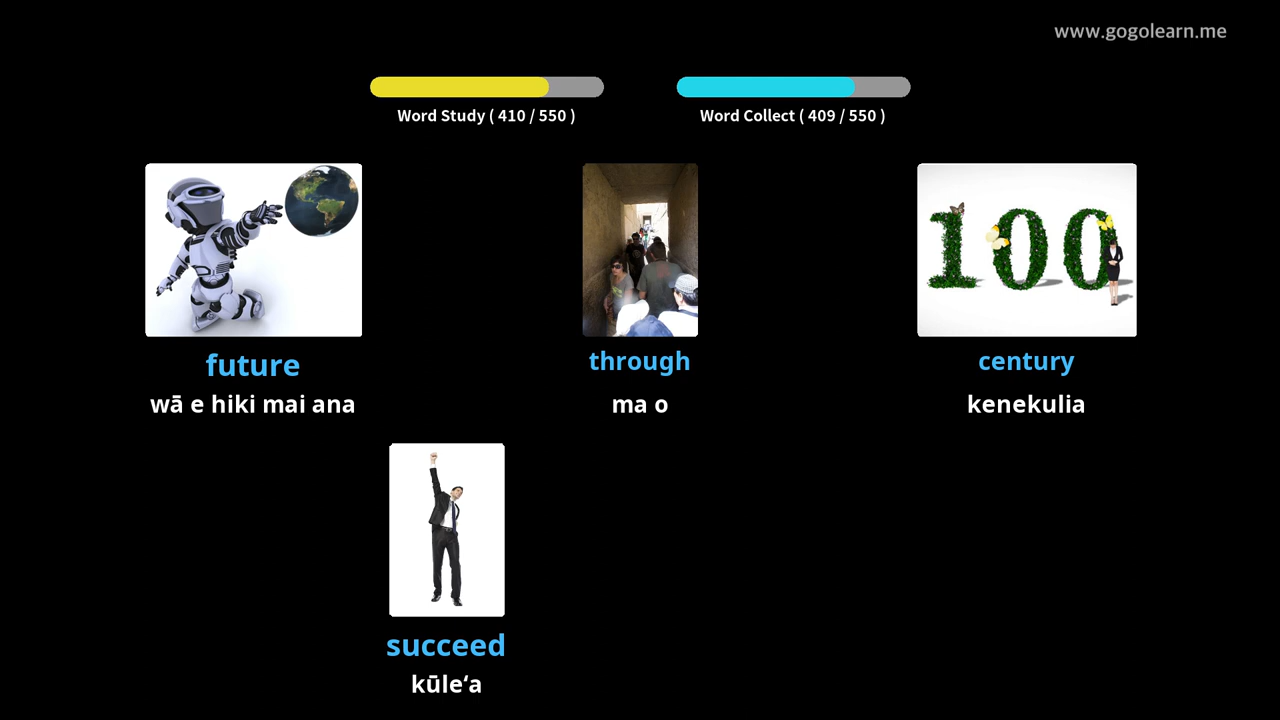 www.gogolearn.me
Word Study ( 410 / 550 )
Word Collect ( 409 / 550 )
future
through
century
wā e hiki mai ana
ma o
kenekulia
succeed
kūleʻa